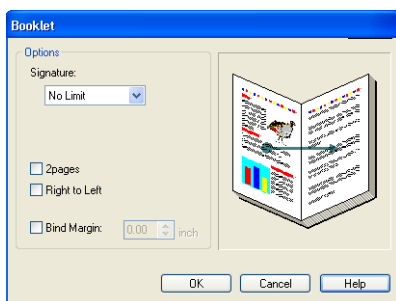 Booklet
Options
Signature:
No Limit
2pages
Right to Left
Bind Margin: 0.00 inch
OK Cancel Help